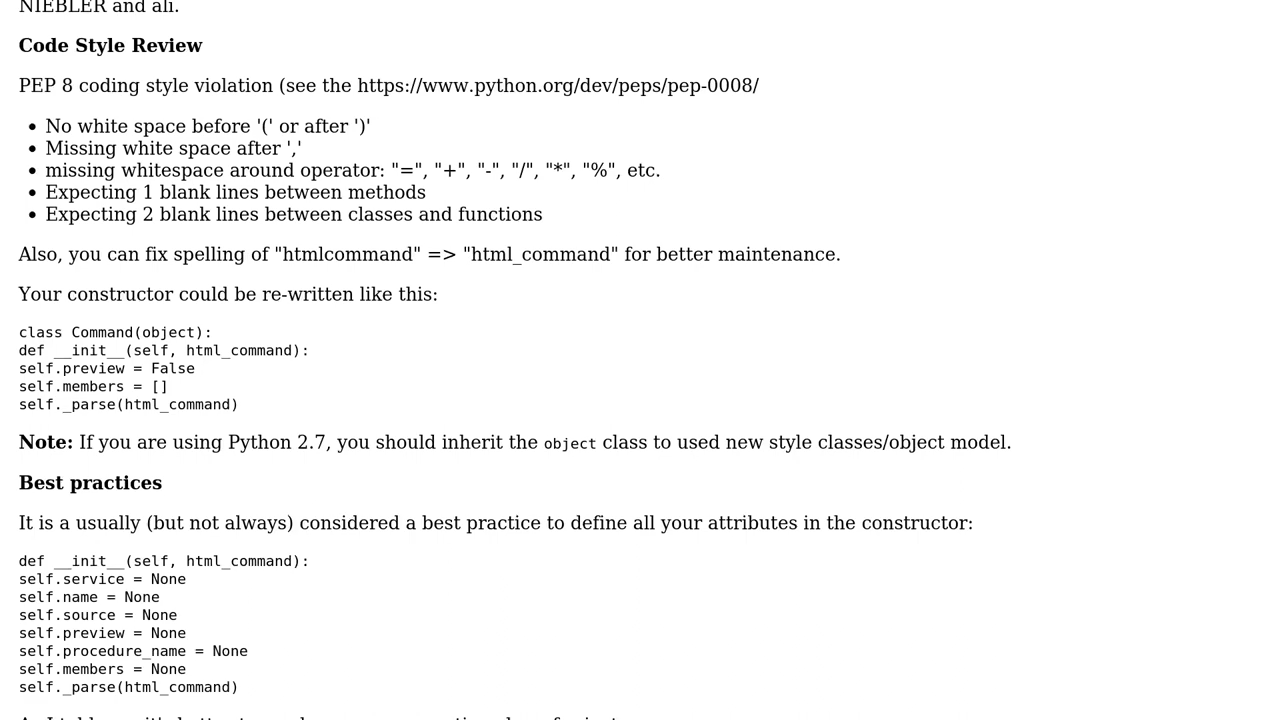 NIEBLER and ali.
Code Style Review
PEP 8 coding style violation (see the https://www.python.org/dev/peps/pep-0008/
• No white space before '(' or after ')'
• Missing white space after ','
• missing whitespace around operator: "=", "+", "-", "/", "*", "%", etc.
• Expecting 1 blank lines between methods
• Expecting 2 blank lines between classes and functions
Also, you can fix spelling of "htmlcommand" => "html_command" for better maintenance.
Your constructor could be re-written like this:
class Command(object):
def __init__(self, html_command):
self.preview = False
self.members = []
self._parse(html_command)
Note: If you are using Python 2.7, you should inherit the object class to used new style classes/object model.
Best practices
It is a usually (but not always) considered a best practice to define all your attributes in the constructor:
def __init__(self, html_command):
self.service = None
self.name = None
self.source = None
self.preview = None
self.procedure_name = None
self.members = None
self._parse(html_command)